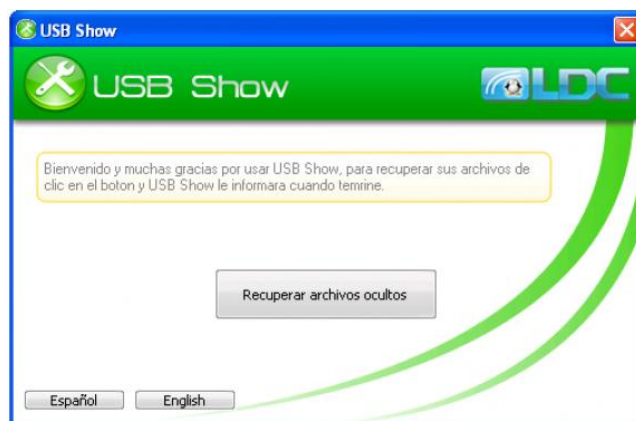 USB Show
USB Show
LDC
Bienvenido y muchas gracias por usar USB Show, para recuperar sus archivos de
clic en el boton y USB Show le informara cuando temrine.
Recuperar archivos ocultos
Español
English